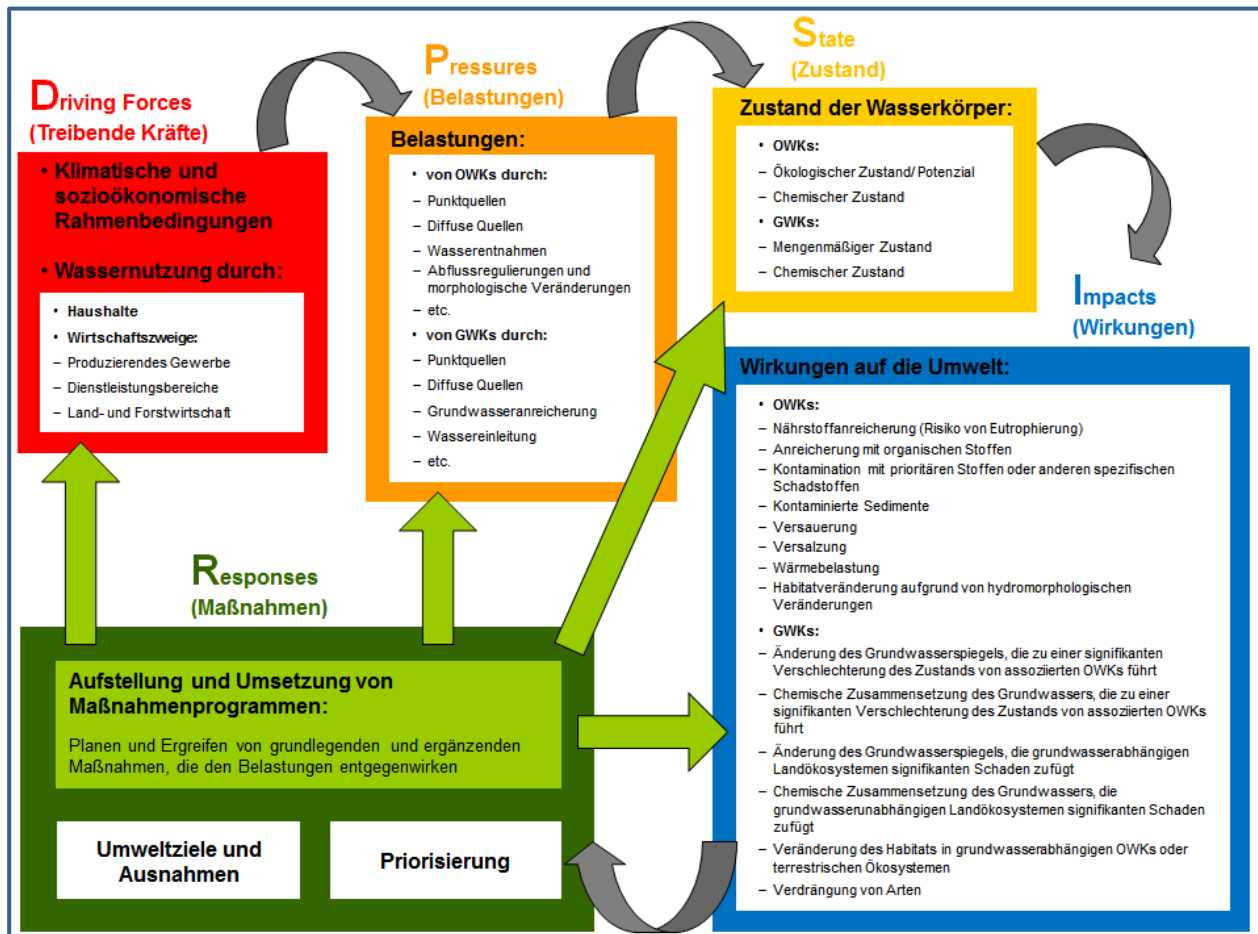 Driving Forces
(Treibende Kräfte)
• Klimatische und
sozioökonomische
Rahmenbedingungen
• Wassernutzung durch:
• Haushalte
• Wirtschaftszweige:
– Produzierendes Gewerbe
– Dienstleistungsbereiche
– Land- und Forstwirtschaft
Pressures
(Belastungen)
Belastungen:
• von OWKs durch:
– Punktquellen
– Diffuse Quellen
– Wasserentnahmen
– Abflussregulierungen und
morphologische Veränderungen
– etc.
• von GWKs durch:
– Punktquellen
– Diffuse Quellen
– Grundwasseranreicherung
– Wassereinleitung
– etc.
State
(Zustand)
Zustand der Wasserkörper:
• OWKs:
– Ökologischer Zustand/ Potenzial
– Chemischer Zustand
• GWKs:
– Mengenmäßiger Zustand
– Chemischer Zustand
Impacts
(Wirkungen)
Wirkungen auf die Umwelt:
• OWKs:
– Nährstoffanreicherung (Risiko von Eutrophierung)
– Anreicherung mit organischen Stoffen
– Kontamination mit prioritären Stoffen oder anderen spezifischen
Schadstoffen
– Kontaminierte Sedimente
– Versauerung
– Versalzung
– Wärmebelastung
– Habitatveränderung aufgrund von hydromorphologischen
Veränderungen
• GWKs:
– Änderung des Grundwasserspiegels, die zu einer signifikanten
Verschlechterung des Zustands von assoziierten OWKs führt
– Chemische Zusammensetzung des Grundwassers, die zu einer
signifikanten Verschlechterung des Zustands von assoziierten OWKs
führt
– Änderung des Grundwasserspiegels, die grundwasserabhängigen
Landökosystemen signifikanten Schaden zufügt
– Chemische Zusammensetzung des Grundwassers, die
grundwasserunabhängigen Landökosystemen signifikanten Schaden
zufügt
– Veränderung des Habitats in grundwasserabhängigen OWKs oder
terrestrischen Ökosystemen
– Verdrängung von Arten
Responses
(Maßnahmen)
Aufstellung und Umsetzung von
Maßnahmenprogrammen:
Planen und Ergreifen von grundlegenden und ergänzenden
Maßnahmen, die den Belastungen entgegenwirken
Umweltziele und
Ausnahmen
Priorisierung